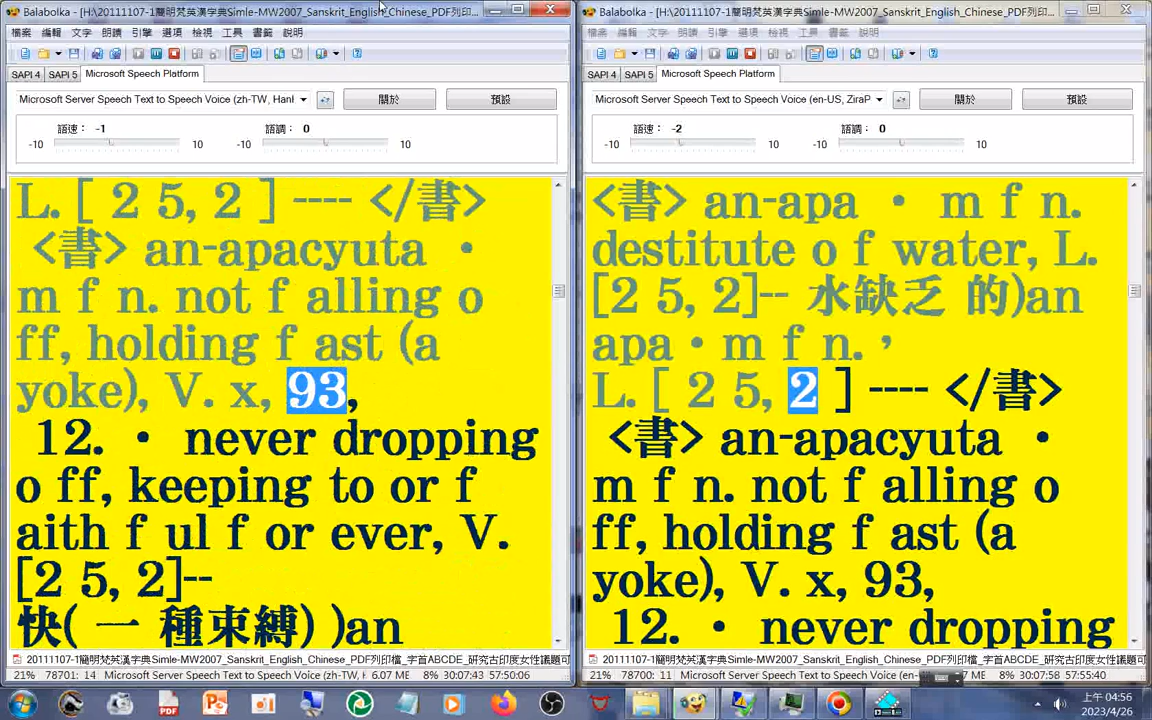 Balabolka - [H:\20111107-1簡明梵英漢字典Simle-MW2007_Sanskrit_English_Chinese_PDF列印...
檔案 編輯 文字 朗讀 引擎 選項 檢視 工具 書籤 說明
SAPI 4 SAPI 5 Microsoft Speech Platform
Microsoft Server Speech Text to Speech Voice (zh-TW, Hanl
關於 預設
語速： -1 語調： 0
-10 10 -10 10
L. [ 2 5, 2 ] ---- </書>
<書> an-apacyuta •
m f n. not f alling o
ff, holding f ast (a
yoke), V. x, 93,
12. • never dropping
o ff, keeping to or f
aith f ul f or ever, V.
[2 5, 2]--
快( 一 種束縛) )an
20111107-1簡明梵英漢字典Simle-MW2007_Sanskrit_English_Chinese_PDF列印檔_字首ABCDE_研究古印度女性議題可
21% 78701: 14 Microsoft Server Speech Text to Speech Voice (zh-TW, H 6.07 ME 8% 30:07:43 57:50:06
Balabolka - [H:\20111107-1簡明梵英漢字典Simle-MW2007_Sanskrit_English_Chinese_PDF列印...
檔案 編輯 文字 朗讀 引擎 選項 檢視 工具 書籤 說明
SAPI 4 SAPI 5 Microsoft Speech Platform
Microsoft Server Speech Text to Speech Voice (en-US, ZiraP
關於 預設
語速： -2 語調： 0
-10 10 -10 10
<書> an-apa • m f n.
destitute o f water, L.
[2 5, 2]-- 水缺乏 的)an
apa • m f n. ，
L. [ 2 5, 2 ] ---- </書>
<書> an-apacyuta •
m f n. not f alling o
ff, holding f ast (a
yoke), V. x, 93,
12. • never dropping
20111107-1簡明梵英漢字典Simle-MW2007_Sanskrit_English_Chinese_PDF列印檔_字首ABCDE_研究古印度女性議題可
21% 78700: 11 Microsoft Server Speech Text to Speech Voice (en-US, ME 8% 30:07:58 57:55:40
上午 04:56
2023/4/26